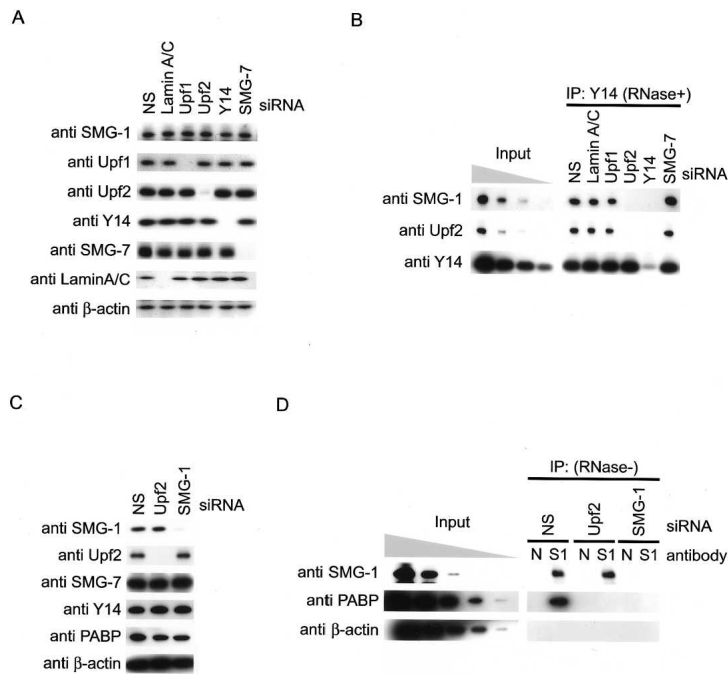 A
NS
Lamin A/C
Upf1
Upf2
Y14
SMG-7
siRNA
anti SMG-1
anti Upf1
anti Upf2
anti Y14
anti SMG-7
anti LaminA/C
anti β-actin
B
IP: Y14 (RNase+)
Input
NS
Lamin A/C
Upf1
Upf2
Y14
SMG-7
siRNA
anti SMG-1
anti Upf2
anti Y14
C
NS
Upf2
SMG-1
siRNA
anti SMG-1
anti Upf2
anti SMG-7
anti Y14
anti PABP
anti β-actin
D
IP: (RNase-)
Input
NS
Upf2
SMG-1
siRNA
N S1 N S1 N S1 antibody
anti SMG-1
anti PABP
anti β-actin